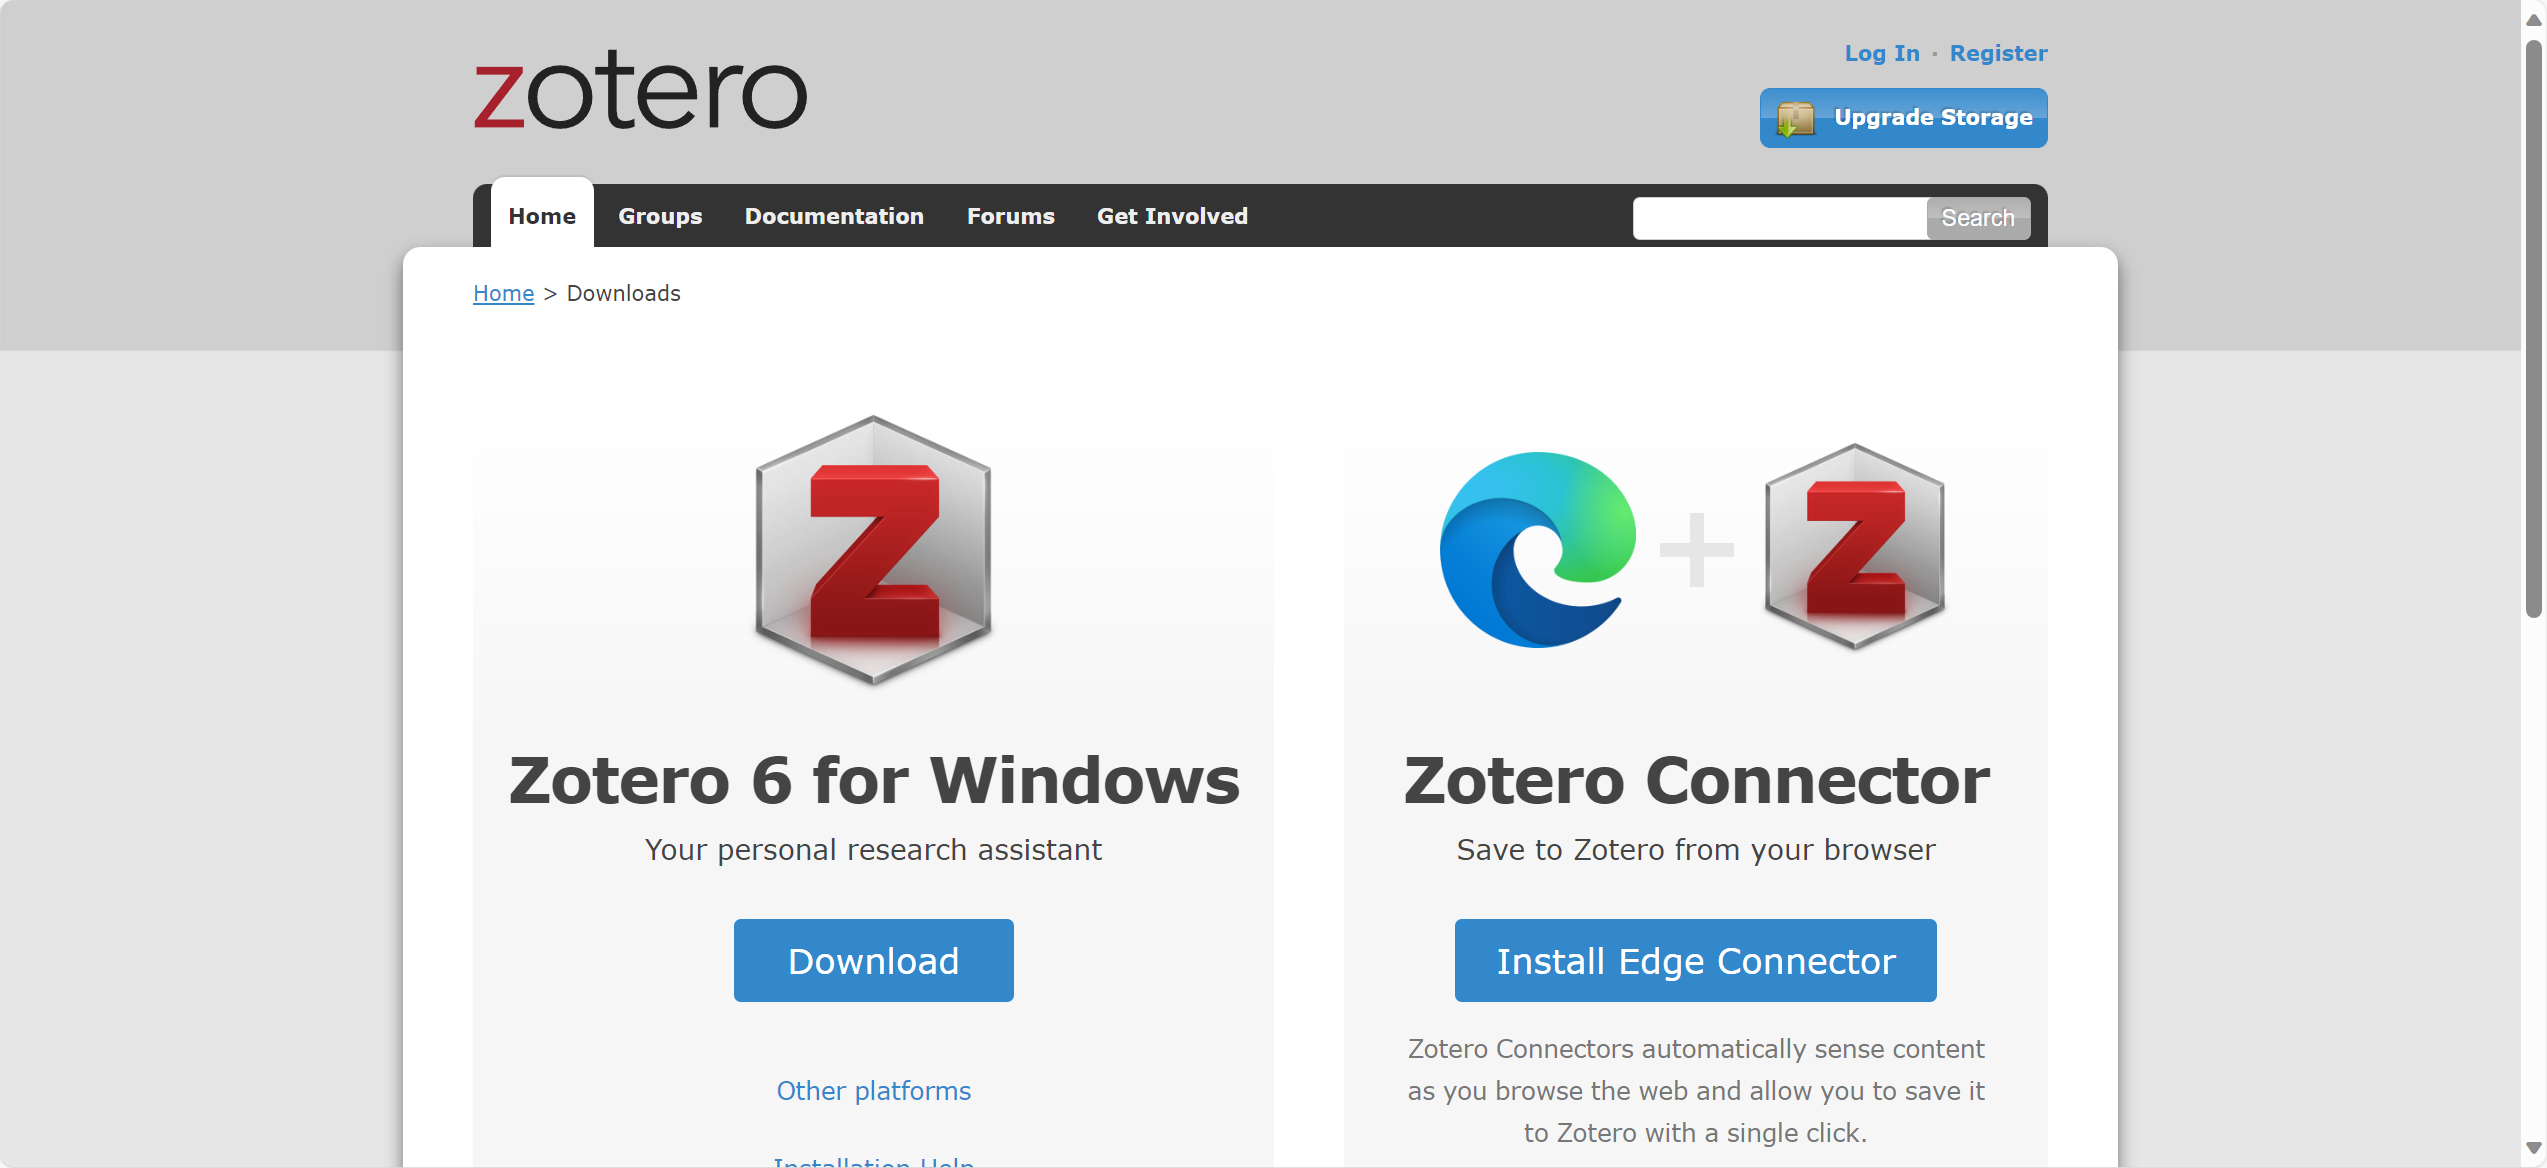 zotero
Log In · Register
Upgrade Storage
Home Groups Documentation Forums Get Involved Search
Home > Downloads
Z
Z
Zotero 6 for Windows
Your personal research assistant
Download
Other platforms
Installation Help
Zotero Connector
Save to Zotero from your browser
Install Edge Connector
Zotero Connectors automatically sense content
as you browse the web and allow you to save it
to Zotero with a single click.